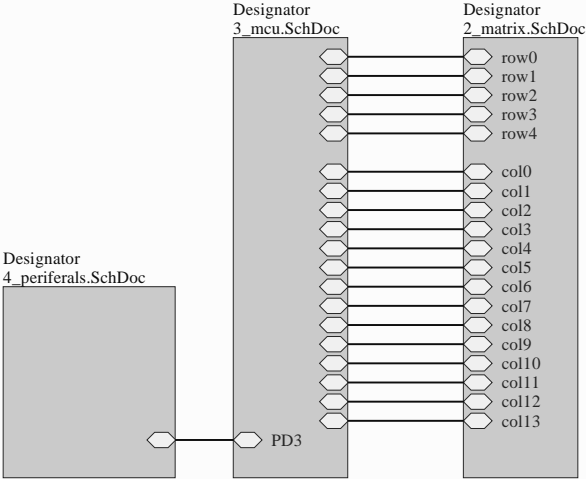 Designator
3_mcu.SchDoc
Designator
2_matrix.SchDoc
row0
row1
row2
row3
row4
col0
col1
col2
col3
col4
col5
col6
col7
col8
col9
col10
col11
col12
col13
Designator
4_periferals.SchDoc
PD3